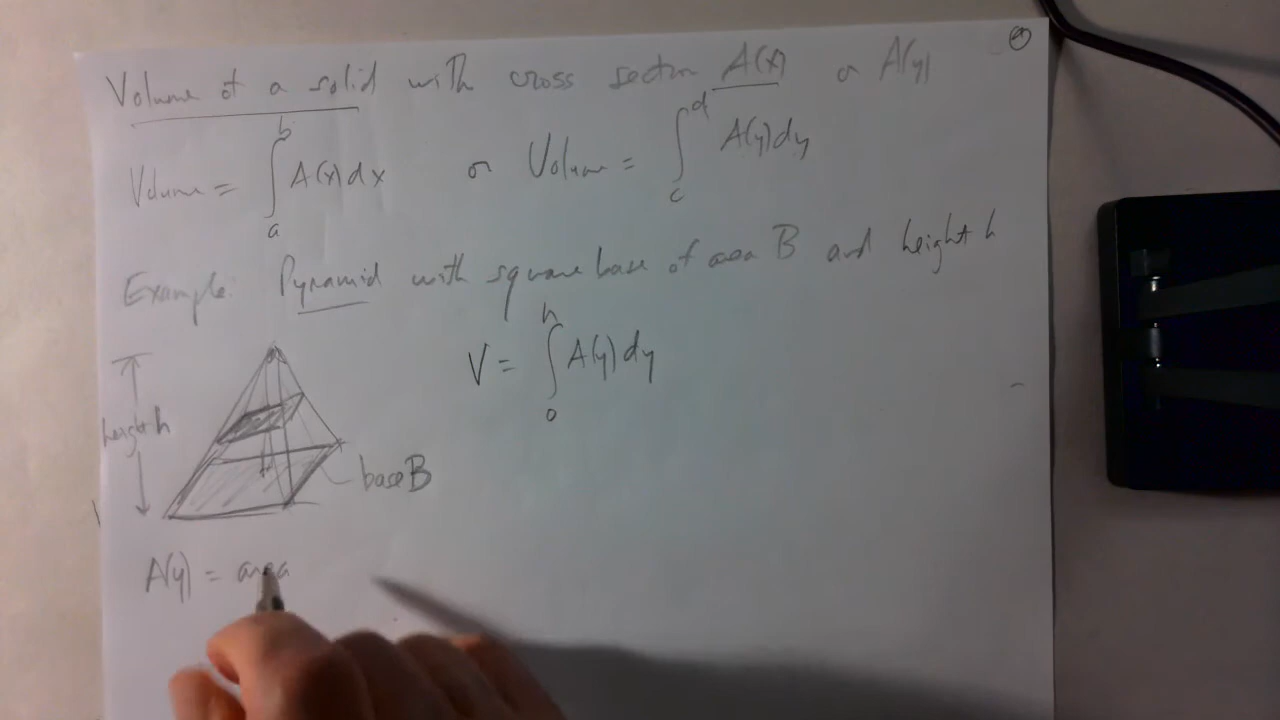 ④
Volume of a solid with cross section A(x) or A(y)
Volume = ∫_a^b A(x)dx or Volume = ∫_c^d A(y)dy
Example: Pyramid with square base of area B and height h
V = ∫_0^h A(y)dy
height h
base B
A(y) = area